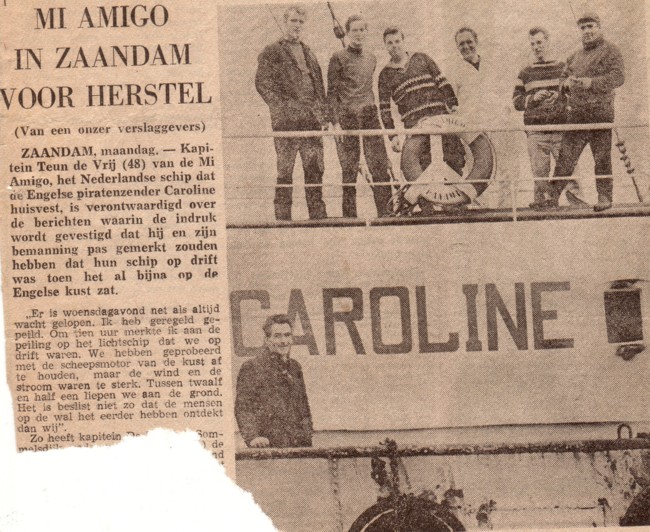 MI AMIGO
IN ZAANDAM
VOOR HERSTEL
(Van een onzer verslaggevers)
ZAANDAM, maandag. — Kapi-
tein Teun de Vrij (48) van de Mi
Amigo, het Nederlandse schip dat
de Engelse piratenzender Caroline
huisvest, is verontwaardigd over
de berichten waarin de indruk
wordt gevestigd dat hij en zijn
bemanning pas gemerkt zouden
hebben dat hun schip op drift
was toen het al bijna op de
Engelse kust zat.
„Er is woensdagavond net als altijd
wacht gelopen. Ik heb geregeld ge-
peild. Om tien uur merkte ik aan de
peiling op het lichtschip dat we op
drift waren. We hebben geprobeerd
met de scheepsmotor van de kust af
te houden, maar de wind en de
stroom waren te sterk. Tussen twaalf
en half een liepen we aan de grond.
Het is beslist niet zo dat de mensen
op de wal het eerder hebben ontdekt
dan wij".
Zo heeft kapitein
CAROLINE